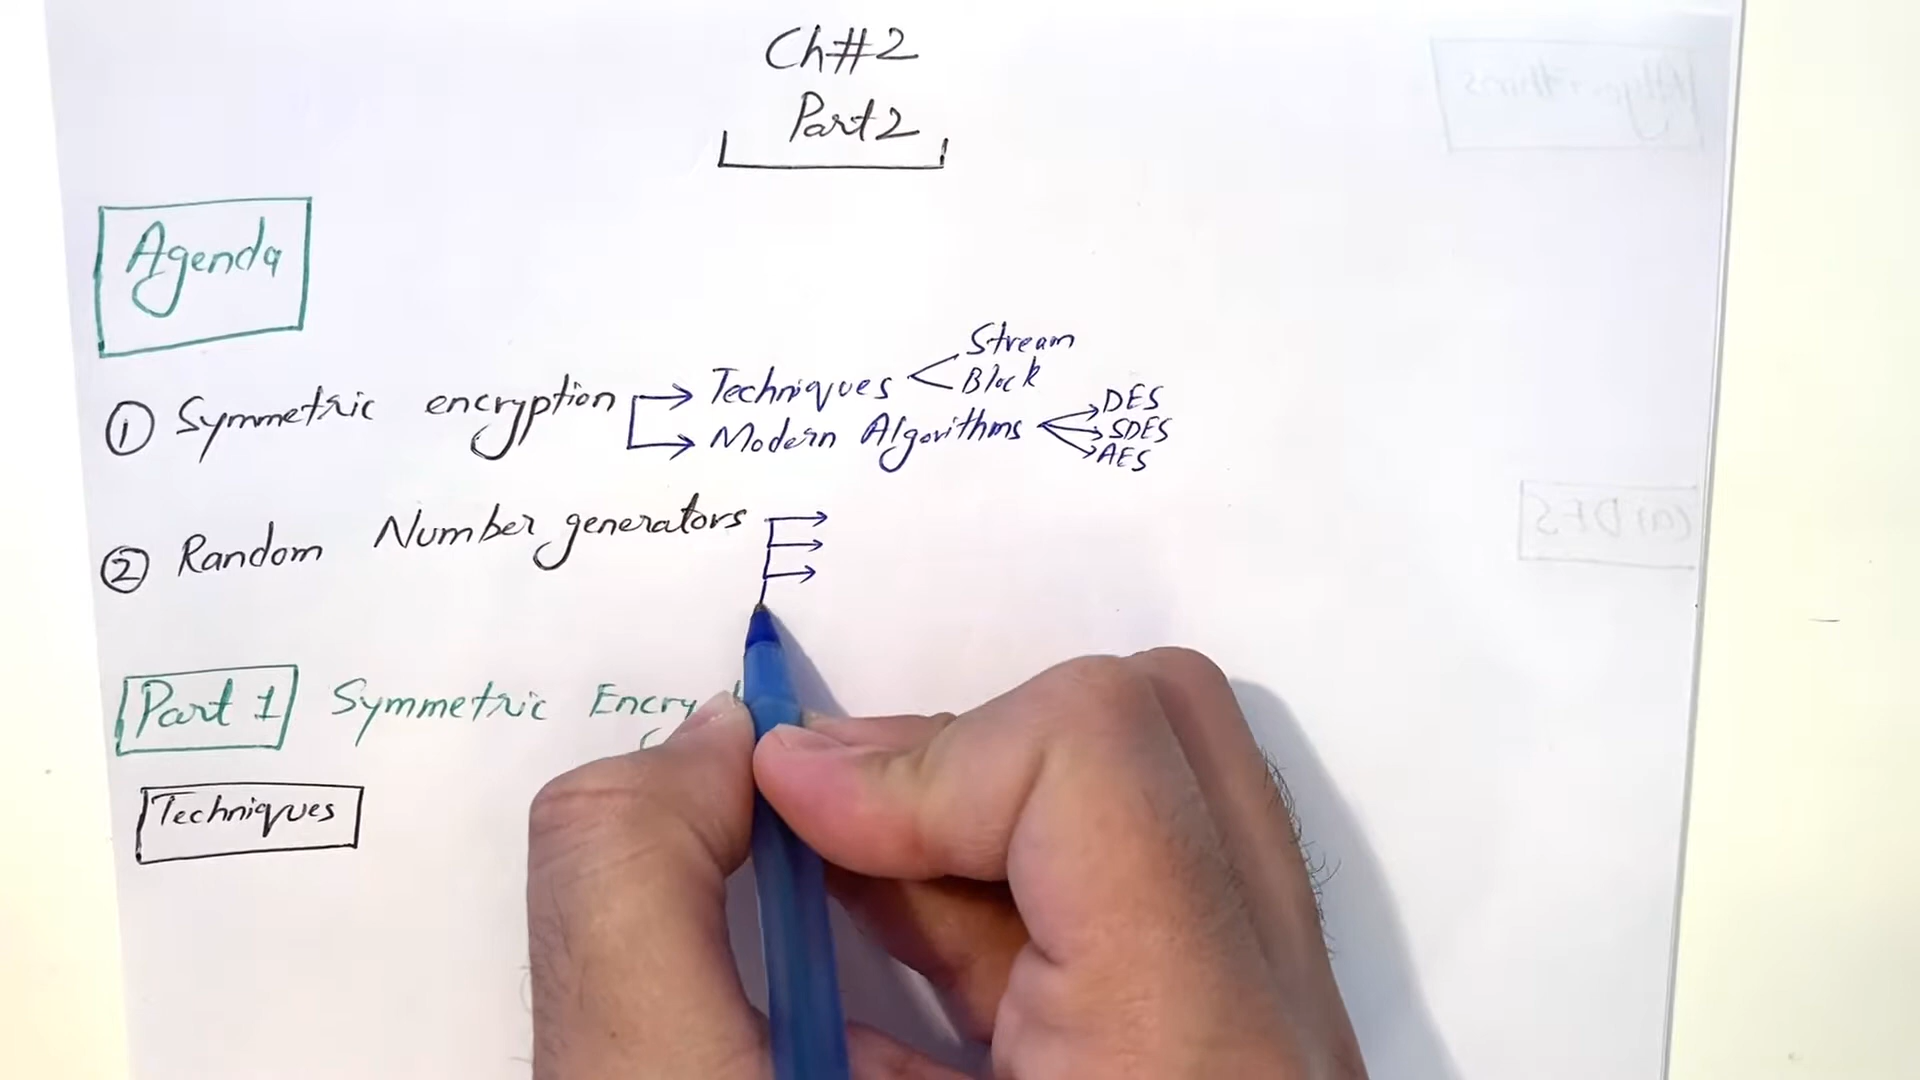 Ch#2
Part 2
Agenda
① Symmetric encryption → Techniques < Stream
Block
→ Modern Algorithms → DES
→ SDES
→ AES
② Random Number generators
Part 1 Symmetric
Techniques